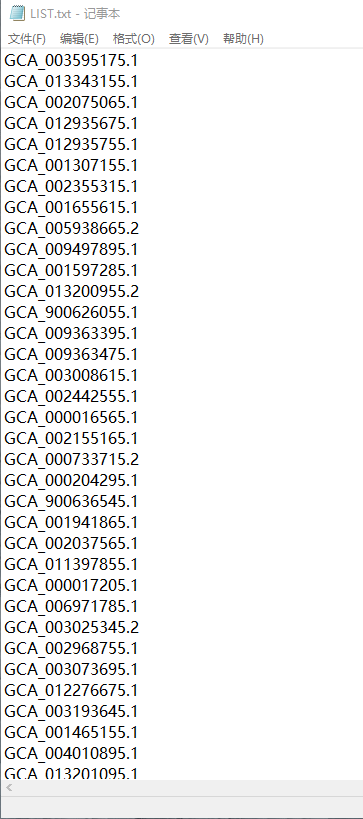 LIST.txt - 记事本
文件(F) 编辑(E) 格式(O) 查看(V) 帮助(H)
GCA_003595175.1
GCA_013343155.1
GCA_002075065.1
GCA_012935675.1
GCA_012935755.1
GCA_001307155.1
GCA_002355315.1
GCA_001655615.1
GCA_005938665.2
GCA_009497895.1
GCA_001597285.1
GCA_013200955.2
GCA_900626055.1
GCA_009363395.1
GCA_009363475.1
GCA_003008615.1
GCA_002442555.1
GCA_000016565.1
GCA_002155165.1
GCA_000733715.2
GCA_000204295.1
GCA_900636545.1
GCA_001941865.1
GCA_002037565.1
GCA_011397855.1
GCA_000017205.1
GCA_006971785.1
GCA_003025345.2
GCA_002968755.1
GCA_003073695.1
GCA_012276675.1
GCA_003193645.1
GCA_001465155.1
GCA_004010895.1
GCA_013201095.1